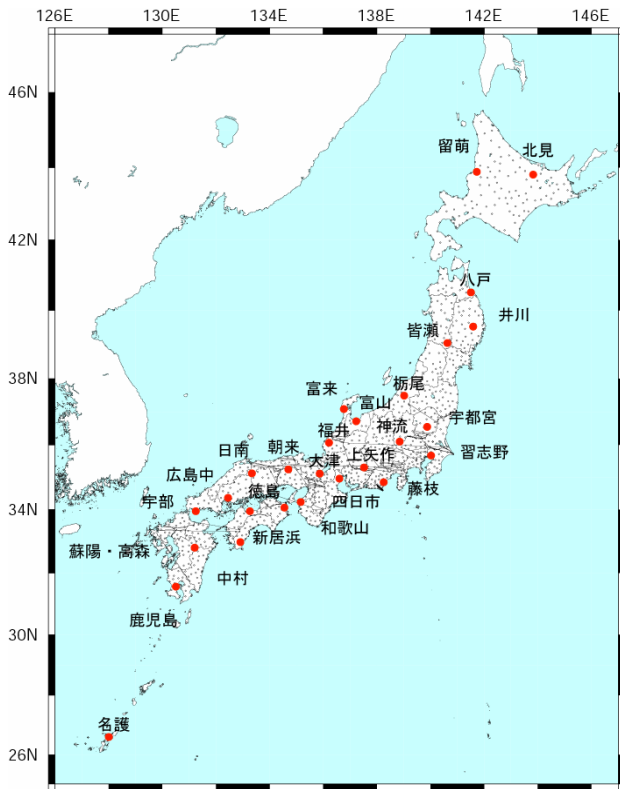 126E 130E 134E 138E 142E 146E
46N
留萌
北見
42N
八戸
井川
皆瀬
38N
栃尾
富来
富山
宇都宮
福井
神流
朝来
日南
大津
上矢作
習志野
広島中
徳島
藤枝
34N
宇部
四日市
和歌山
新居浜
蘇陽・高森
中村
鹿児島
30N
名護
26N